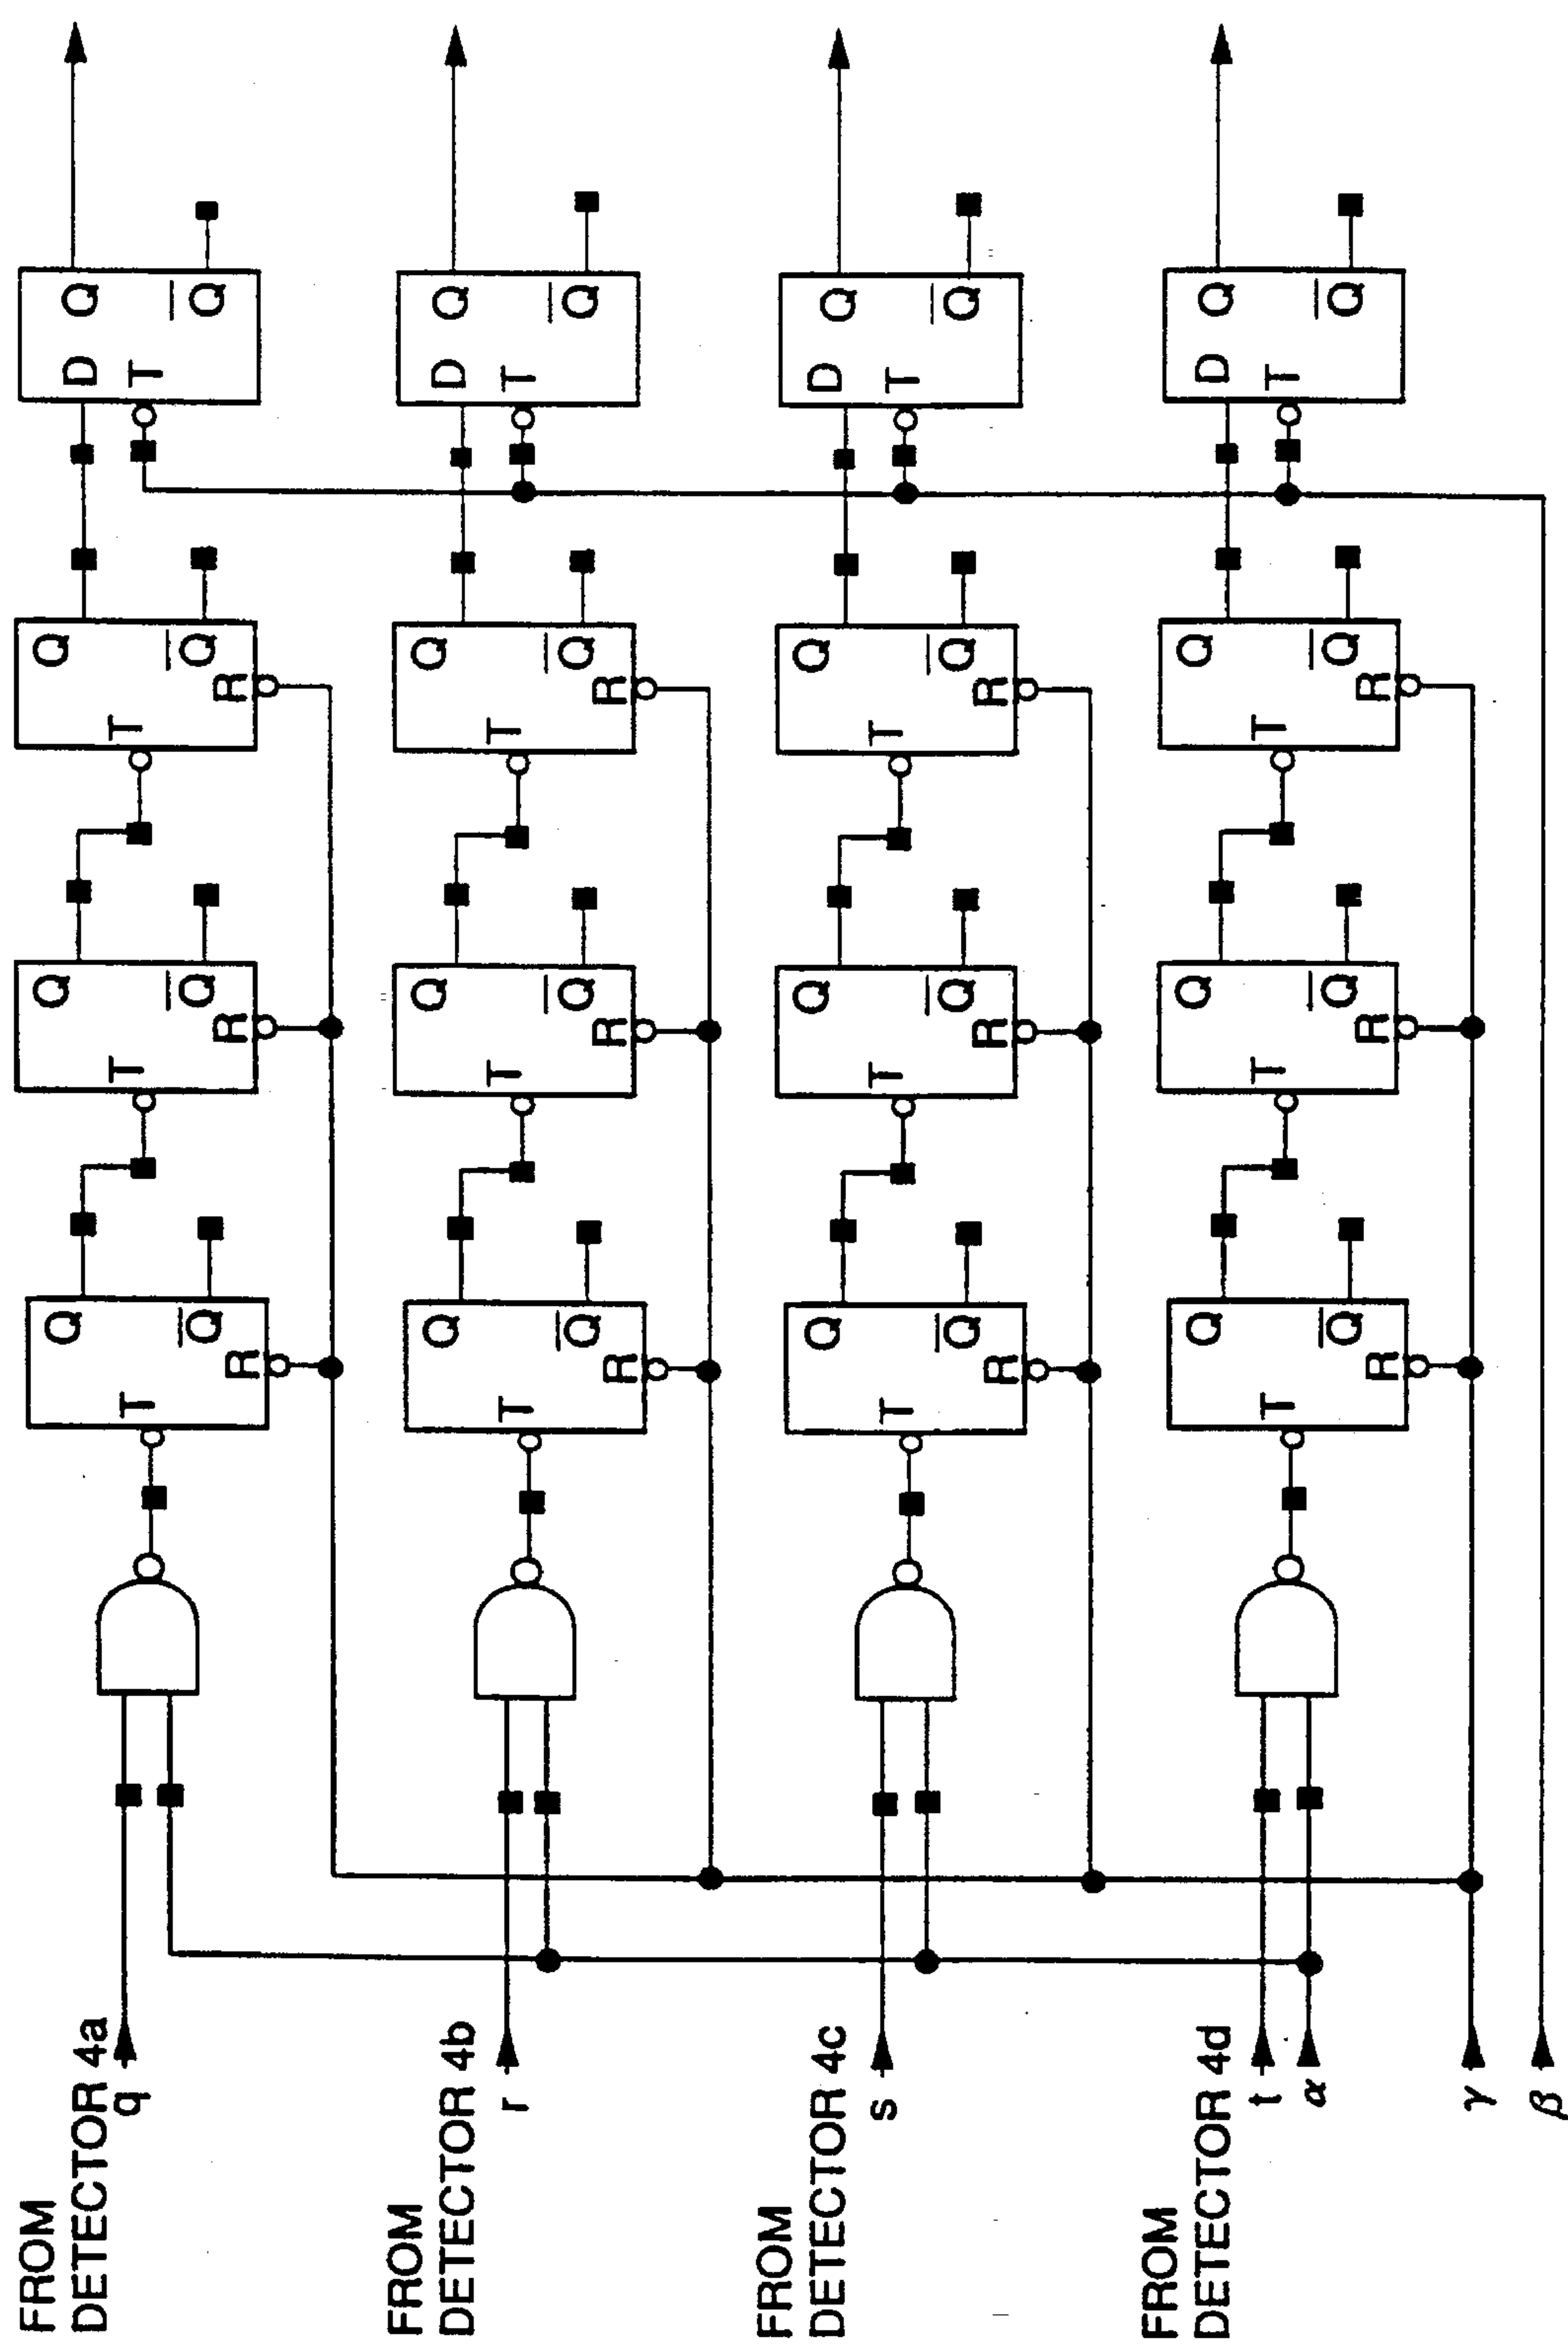 FROM
DETECTOR 4a
q
Q Q Q D Q
T T T T
Q̅ Q̅ Q̅ Q̅
R R R
FROM
DETECTOR 4b
r
Q Q Q D Q
T T T T
Q̅ Q̅ Q̅ Q̅
R R R
FROM
DETECTOR 4c
s
Q Q Q D Q
T T T T
Q̅ Q̅ Q̅ Q̅
R R R
FROM
DETECTOR 4d
t
Q Q Q D Q
T T T T
α
Q̅ Q̅ Q̅ Q̅
R R R
γ
β